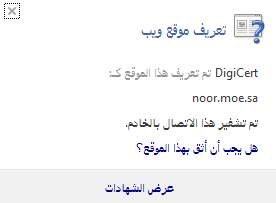 تعريف موقع ويب
DigiCert تم تعريف هذا الموقع كـ:
noor.moe.sa
تم تشفير هذا الاتصال بالخادم.
هل يجب أن أثق بهذا الموقع؟
عرض الشهادات